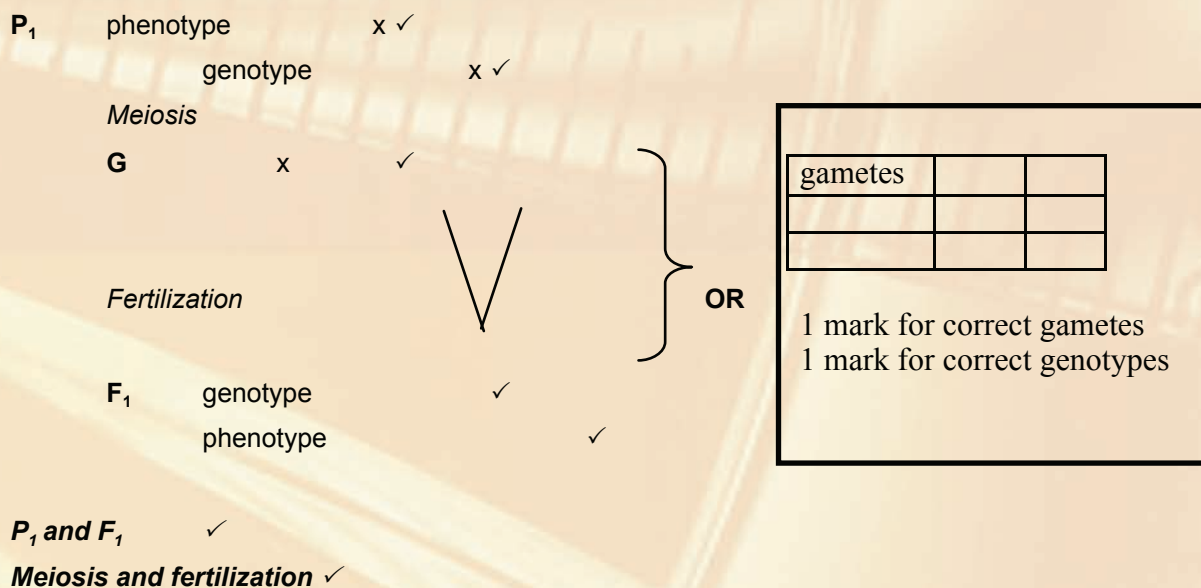 P₁ phenotype x ✓
genotype x ✓
Meiosis
G x ✓
Fertilization
OR
gametes
1 mark for correct gametes
1 mark for correct genotypes
F₁ genotype ✓
phenotype ✓
P₁ and F₁ ✓
Meiosis and fertilization ✓